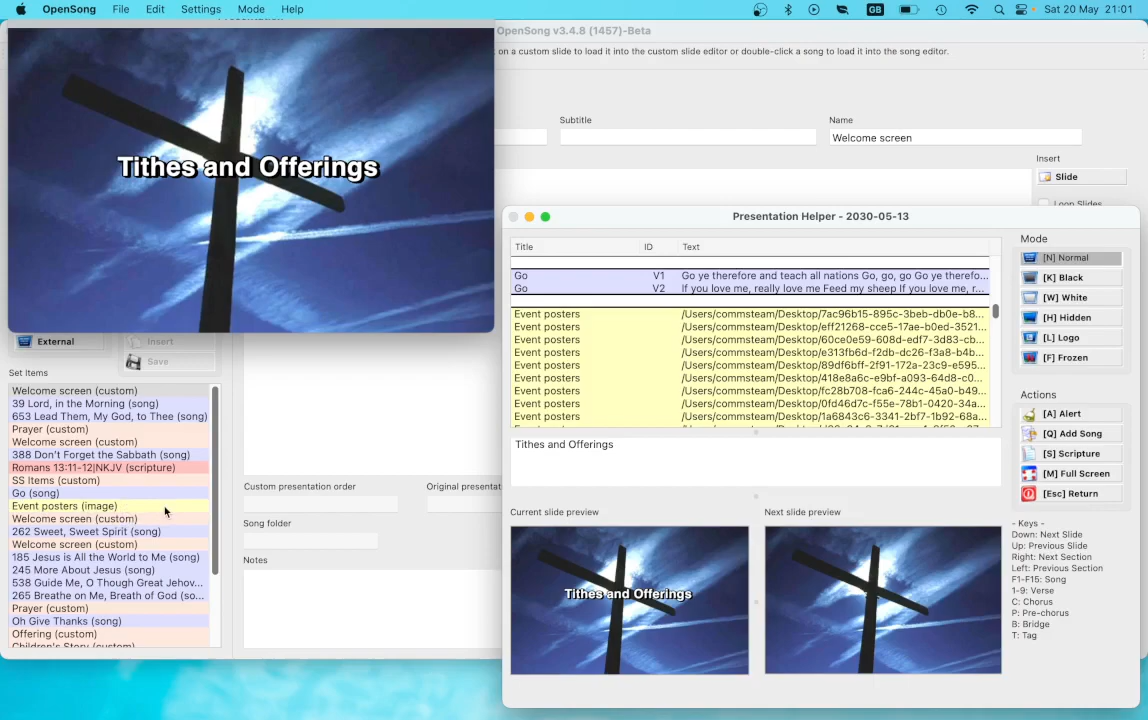 OpenSong File Edit Settings Mode Help GB Sat 20 May 21:01
OpenSong v3.4.8 (1457)-Beta
on a custom slide to load it into the custom slide editor or double-click a song to load it into the song editor.
Tithes and Offerings
Subtitle
Name
Welcome screen
Insert
Slide
Loop Slides
External
Insert
Save
Set Items
Welcome screen (custom)
39 Lord, in the Morning (song)
653 Lead Them, My God, to Thee (song)
Prayer (custom)
Welcome screen (custom)
388 Don't Forget the Sabbath (song)
Romans 13:11-12|NKJV (scripture)
SS Items (custom)
Go (song)
Event posters (image)
Welcome screen (custom)
262 Sweet, Sweet Spirit (song)
Welcome screen (custom)
185 Jesus is All the World to Me (song)
245 More About Jesus (song)
538 Guide Me, O Though Great Jehov...
265 Breathe on Me, Breath of God (so...
Prayer (custom)
Oh Give Thanks (song)
Offering (custom)
Children's Story (custom)
Custom presentation order
Original presentat
Song folder
Notes
Presentation Helper - 2030-05-13
Title ID Text
Go V1 Go ye therefore and teach all nations Go, go, go Go ye therefo...
Go V2 If you love me, really love me Feed my sheep If you love me, r...
Event posters /Users/commsteam/Desktop/7ac96b15-895c-3beb-db0e-b8...
Event posters /Users/commsteam/Desktop/eff21268-cce5-17ae-b0ed-3521...
Event posters /Users/commsteam/Desktop/60ce0e59-608d-edf7-3d83-cb...
Event posters /Users/commsteam/Desktop/e313fb6d-f2db-dc26-f3a8-b4b...
Event posters /Users/commsteam/Desktop/89df6bff-2f91-172a-23c9-e595...
Event posters /Users/commsteam/Desktop/418e8a6c-e9bf-a093-64d8-c0...
Event posters /Users/commsteam/Desktop/fc28b708-fca6-6b45-45a0-b49...
Event posters /Users/commsteam/Desktop/0fd46d7c-f55e-78b1-0420-34a...
Event posters /Users/commsteam/Desktop/1a6843c6-3341-2bf7-1b92-68a...
Tithes and Offerings
Current slide preview
Next slide preview
Tithes and Offerings
Mode
[N] Normal
[K] Black
[W] White
[H] Hidden
[L] Logo
[F] Frozen
Actions
[A] Alert
[Q] Add Song
[S] Scripture
[M] Full Screen
[Esc] Return
- Keys -
Down: Next Slide
Up: Previous Slide
Right: Next Section
Left: Previous Section
F1-F15: Song
1-9: Verse
C: Chorus
P: Pre-chorus
B: Bridge
T: Tag